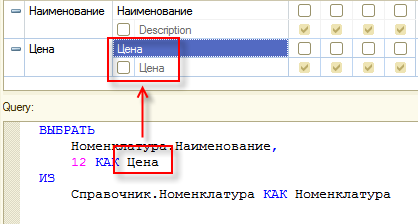 Наименование Наименование
Description
Цена Цена
Цена
Query:
ВЫБРАТЬ
Номенклатура.Наименование,
12 КАК Цена
ИЗ
Справочник.Номенклатура КАК Номенклатура